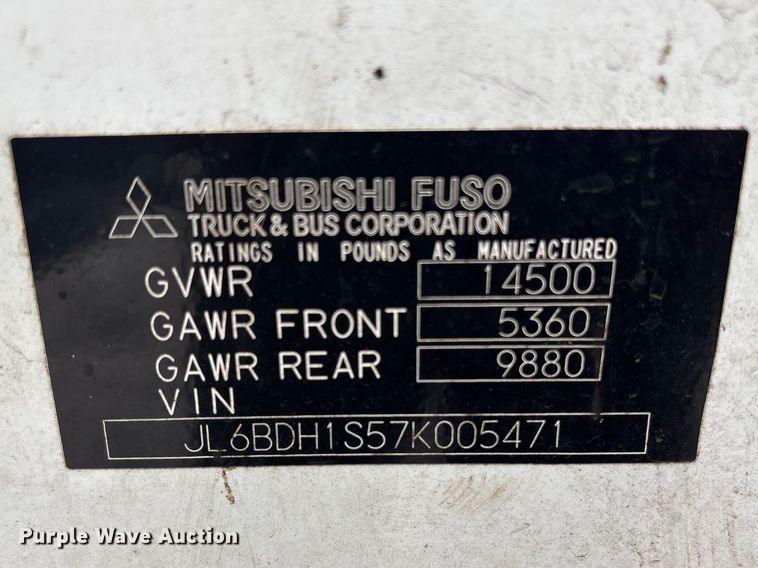 MITSUBISHI FUSO
TRUCK & BUS CORPORATION
RATINGS IN POUNDS AS MANUFACTURED
GVWR 14500
GAWR FRONT 5360
GAWR REAR 9880
VIN
JL6BDH1S57K005471
Purple Wave Auction